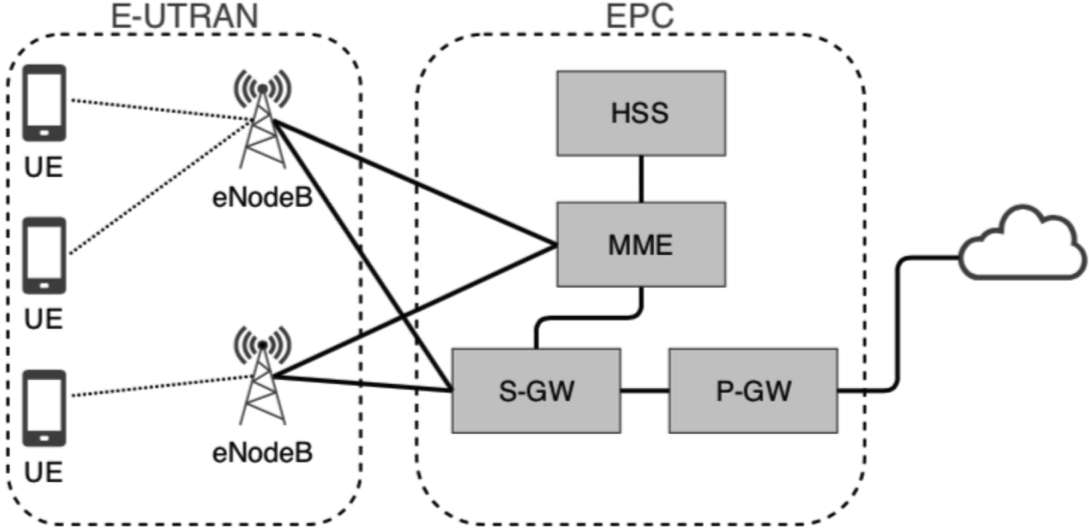 E-UTRAN
EPC
UE
eNodeB
HSS
UE
MME
UE
eNodeB
S-GW
P-GW